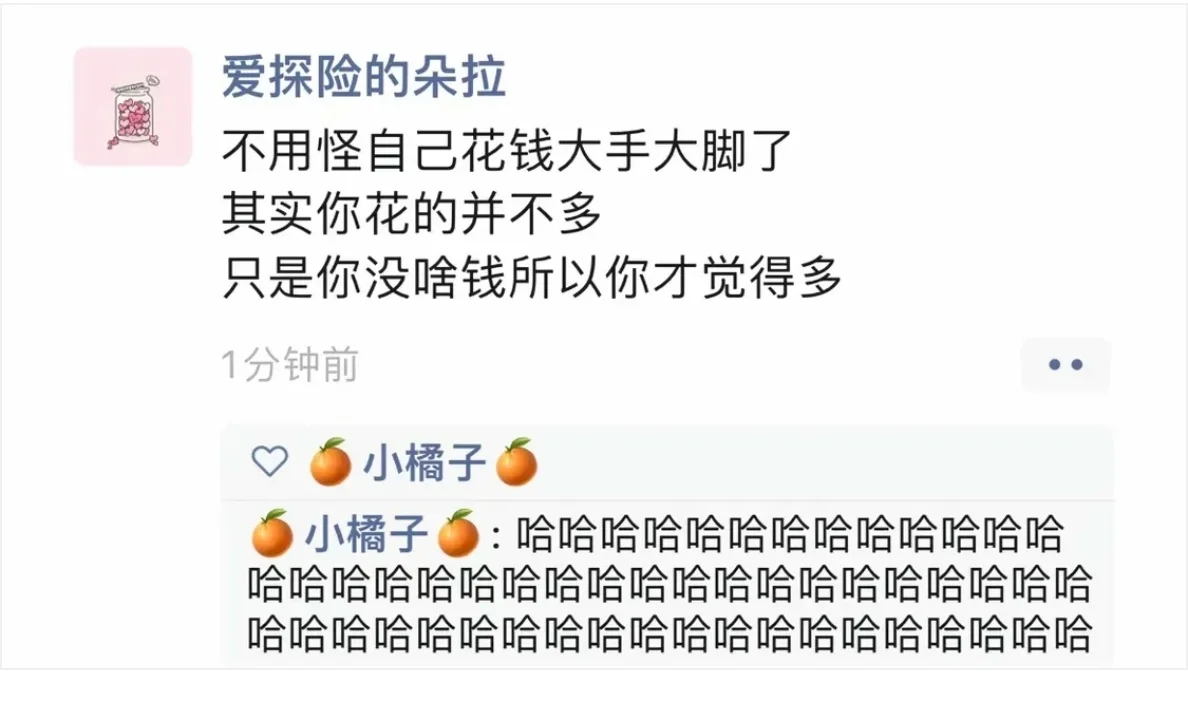 爱探险的朵拉
不用怪自己花钱大手大脚了
其实你花的并不多
只是你没啥钱所以你才觉得多
1分钟前
🍊小橘子🍊
🍊小橘子🍊:哈哈哈哈哈哈哈哈哈哈哈哈哈
哈哈哈哈哈哈哈哈哈哈哈哈哈哈哈哈哈哈哈哈
哈哈哈哈哈哈哈哈哈哈哈哈哈哈哈哈哈哈哈哈